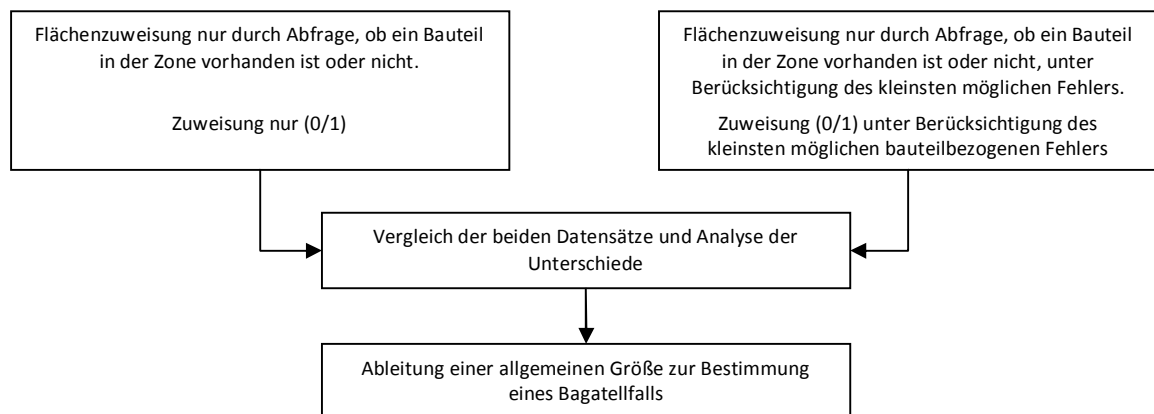 Flächenzuweisung nur durch Abfrage, ob ein Bauteil
in der Zone vorhanden ist oder nicht.
Zuweisung nur (0/1)
Flächenzuweisung nur durch Abfrage, ob ein Bauteil
in der Zone vorhanden ist oder nicht, unter
Berücksichtigung des kleinsten möglichen Fehlers.
Zuweisung (0/1) unter Berücksichtigung des
kleinsten möglichen bauteilbezogenen Fehlers
Vergleich der beiden Datensätze und Analyse der
Unterschiede
Ableitung einer allgemeinen Größe zur Bestimmung
eines Bagatellfalls